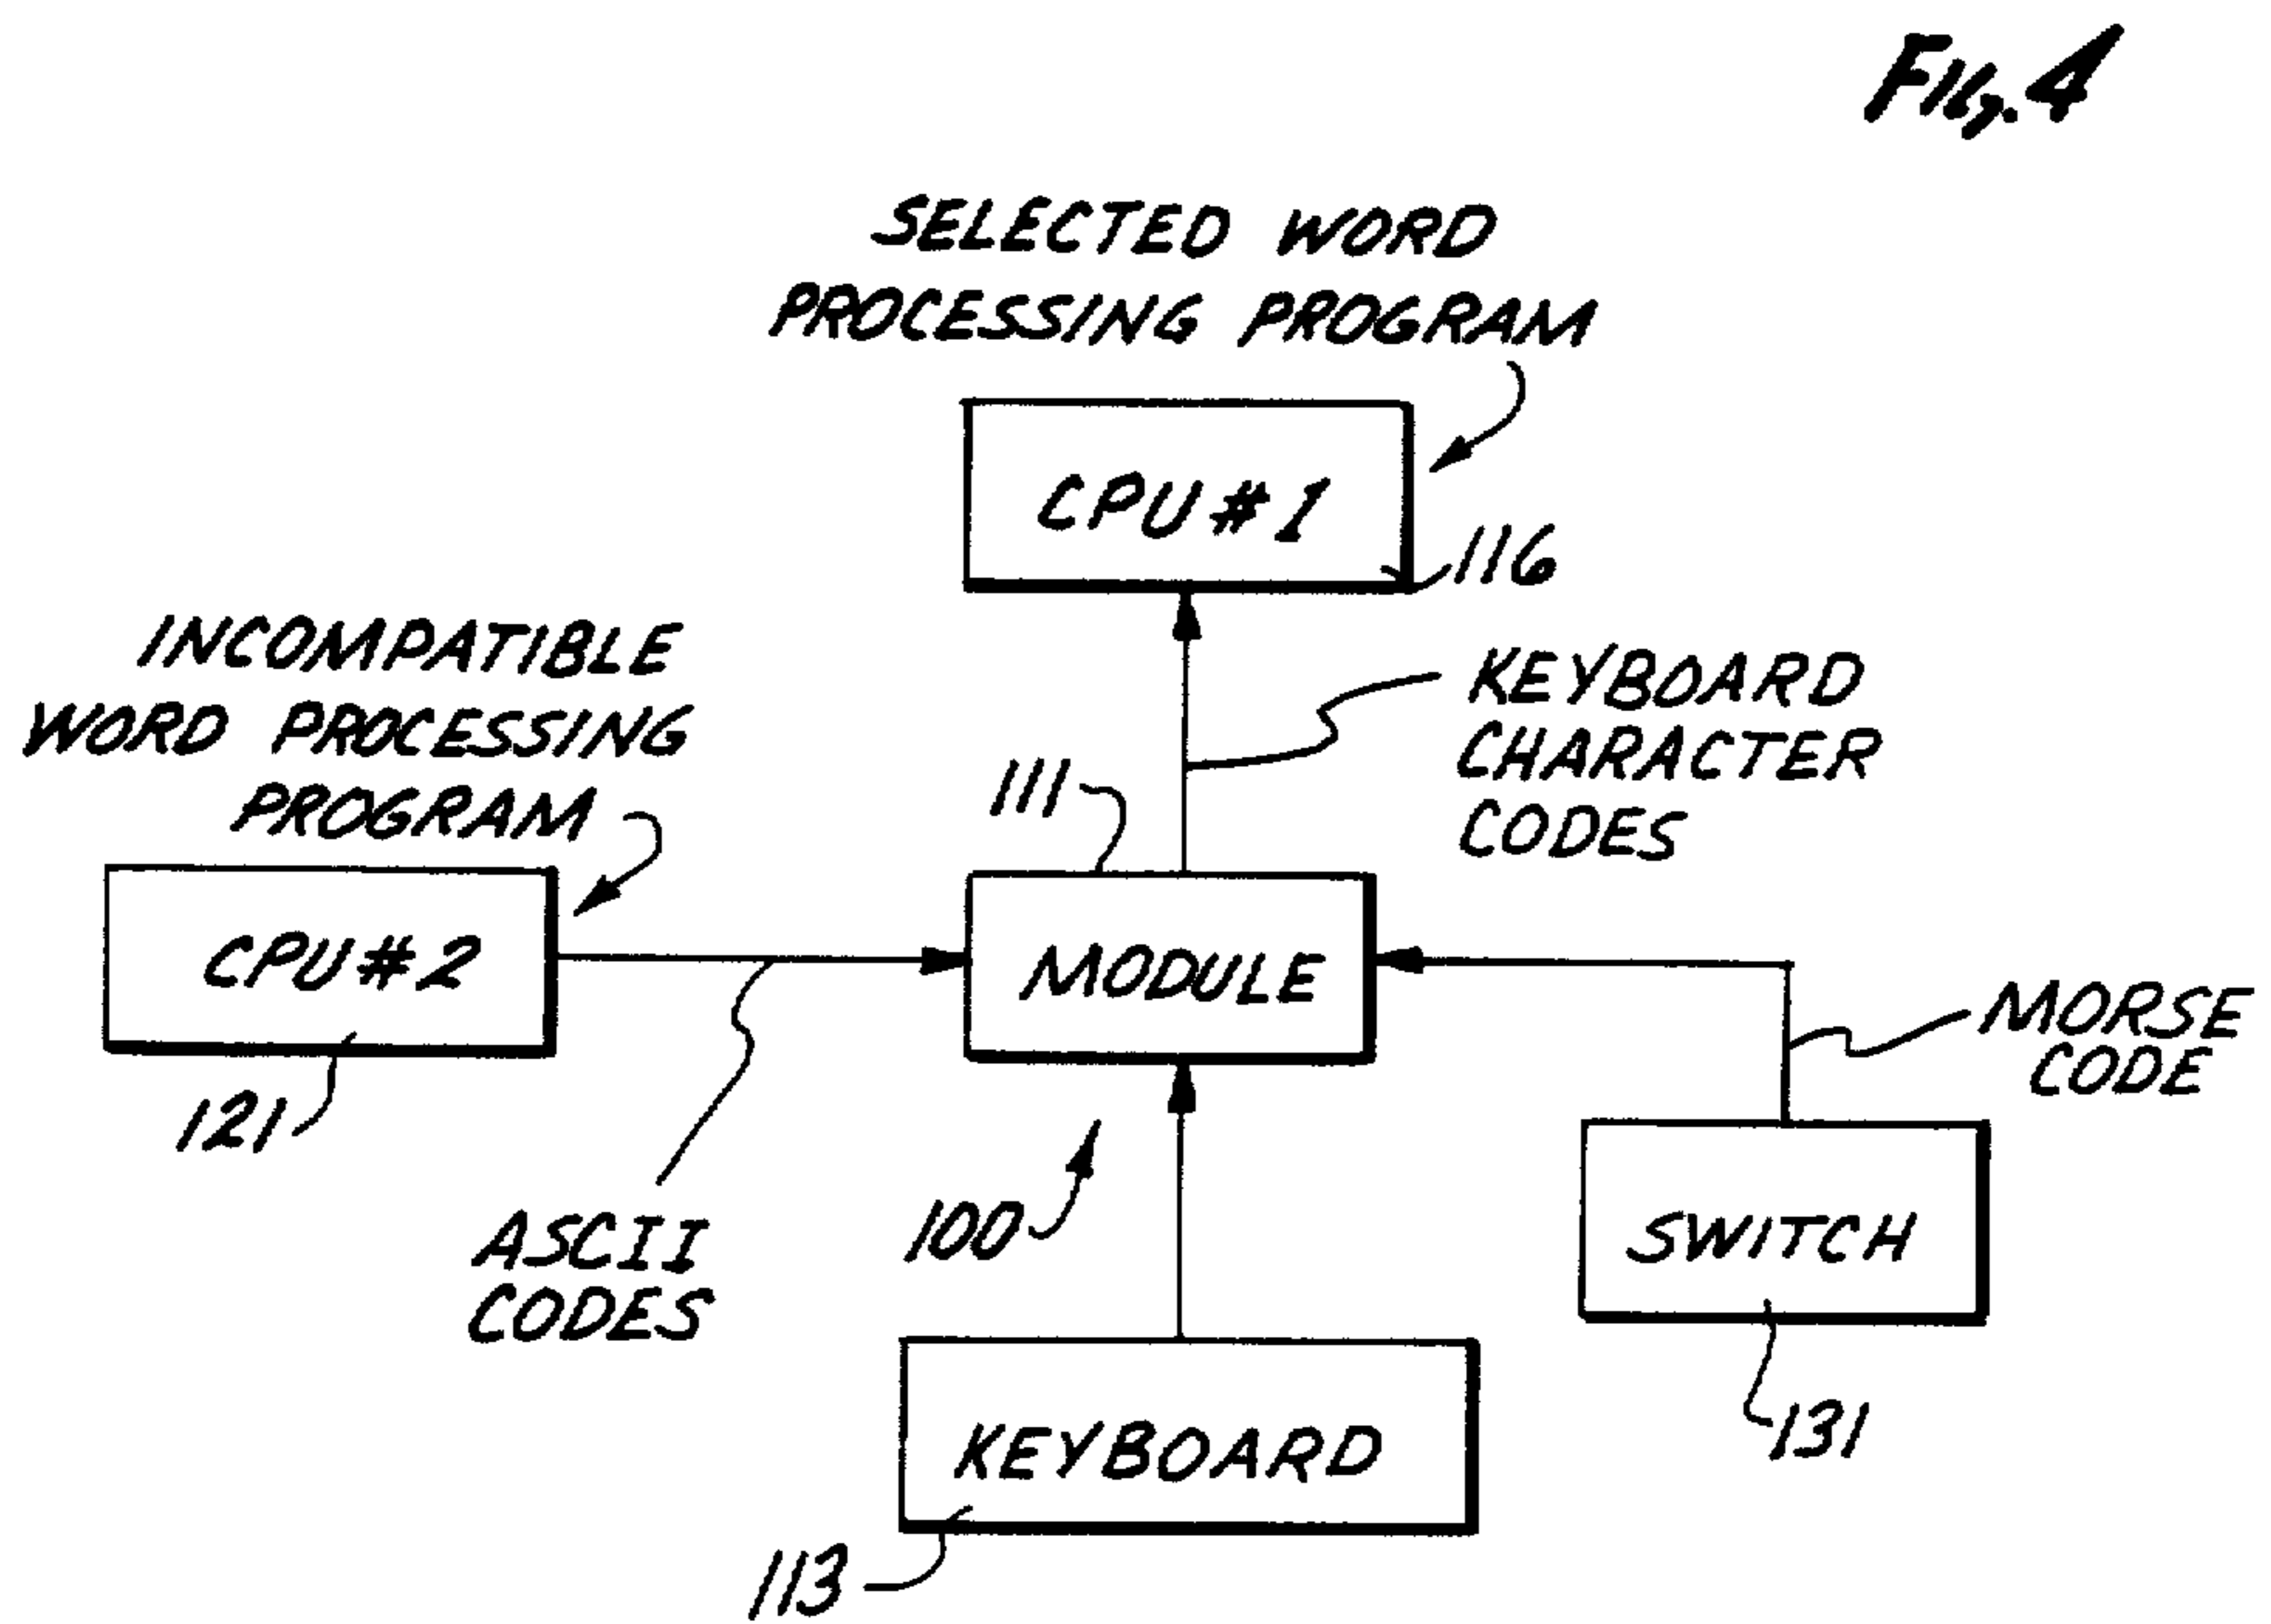 Fig. 4
SELECTED WORD
PROCESSING PROGRAM
CPU #1
116
INCOMPATIBLE
WORD PROCESSING
PROGRAM
KEYBOARD
CHARACTER
CODES
111
CPU #2
MODULE
MORSE
CODE
121
100
ASCII
CODES
SWITCH
131
KEYBOARD
113